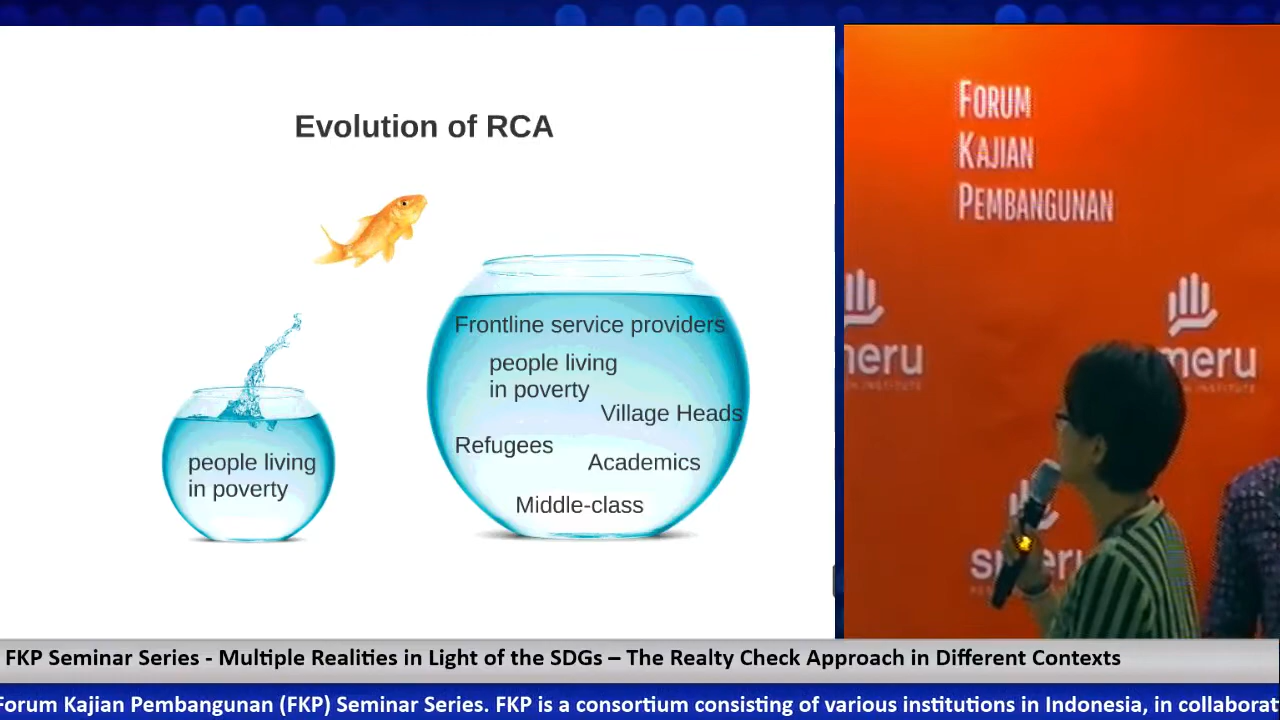 Evolution of RCA
people living
in poverty
Frontline service providers
people living
in poverty
Village Heads
Refugees
Academics
Middle-class
FORUM
KAJIAN
PEMBANGUNAN
meru
meru
FKP Seminar Series - Multiple Realities in Light of the SDGs – The Realty Check Approach in Different Contexts
Forum Kajian Pembangunan (FKP) Seminar Series. FKP is a consortium consisting of various institutions in Indonesia, in collaborat